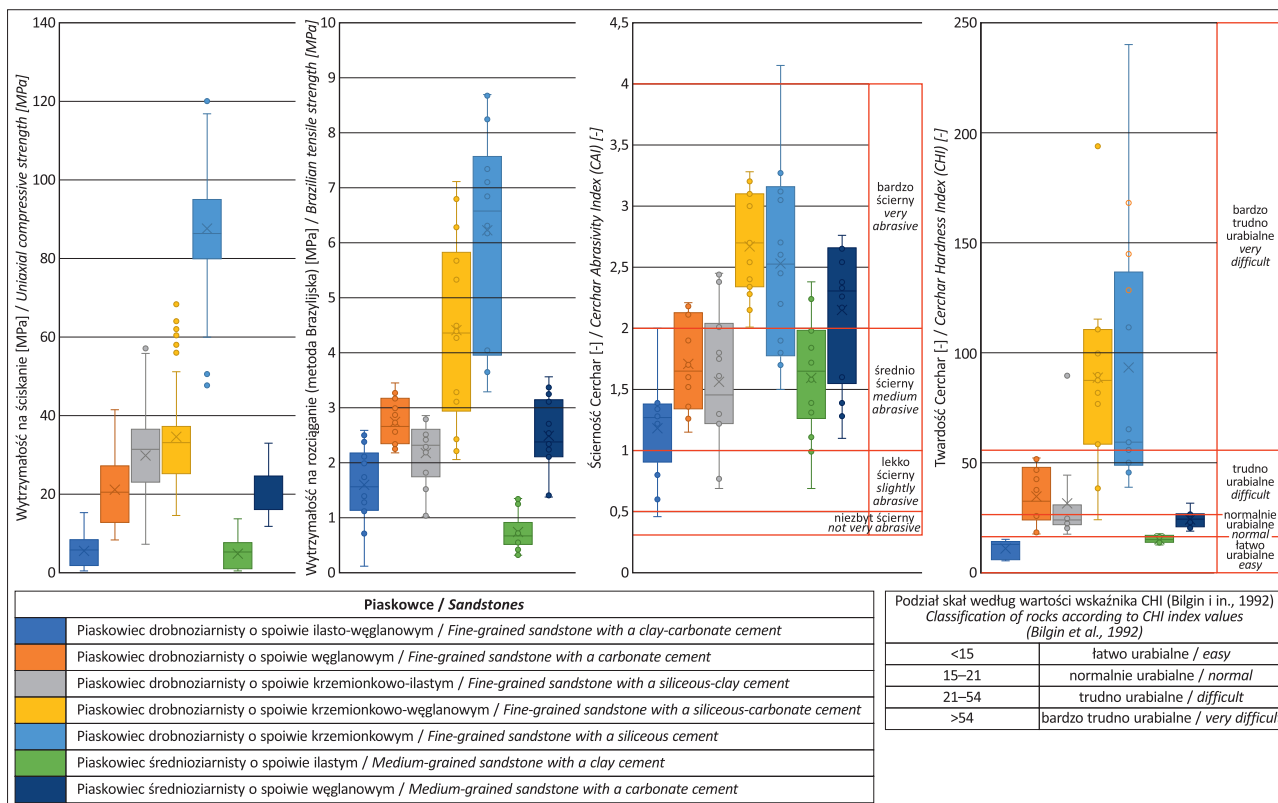 Wytrzymałość na ściskanie [MPa] / Uniaxial compressive strength [MPa]
140
120
100
80
60
40
20
0
Wytrzymałość na rozciąganie (metoda Brazylijska) [MPa] / Brazilian tensile strength [MPa]
10
9
8
7
6
5
4
3
2
1
0
Ścierność Cerchar [-] / Cerchar Abrasivity Index (CAI) [-]
4,5
4
3,5
3
2.5
2
1.5
1
0.5
0
bardzo
ścierny
very
abrasive
średnio
ścierny
medium
abrasive
lekko
ścierny
slightly
abrasive
niezbyt ścierny
not very abrasive
Twardość Cerchar [-] / Cerchar Hardness Index (CHI) [-]
250
200
150
100
50
0
bardzo
trudno
urabialne
very
difficult
trudno
urabialne
difficult
normalnie
urabialne
normal
łatwo
urabialne
easy
Piaskowce / Sandstones
Piaskowiec drobnoziarnisty o spoiwie ilasto-węglanowym / Fine-grained sandstone with a clay-carbonate cement
Piaskowiec drobnoziarnisty o spoiwie węglanowym / Fine-grained sandstone with a carbonate cement
Piaskowiec drobnoziarnisty o spoiwie krzemionkowo-ilastym / Fine-grained sandstone with a siliceous-clay cement
Piaskowiec drobnoziarnisty o spoiwie krzemionkowo-węglanowym / Fine-grained sandstone with a siliceous-carbonate cement
Piaskowiec drobnoziarnisty o spoiwie krzemionkowym / Fine-grained sandstone with a siliceous cement
Piaskowiec średnioziarnisty o spoiwie ilastym / Medium-grained sandstone with a clay cement
Piaskowiec średnioziarnisty o spoiwie węglanowym / Medium-grained sandstone with a carbonate cement
Podział skał według wartości wskaźnika CHI (Bilgin i in., 1992)
Classification of rocks according to CHI index values
(Bilgin et al., 1992)
<15 łatwo urabialne / easy
15–21 normalnie urabialne / normal
21–54 trudno urabialne / difficult
>54 bardzo trudno urabialne / very difficul